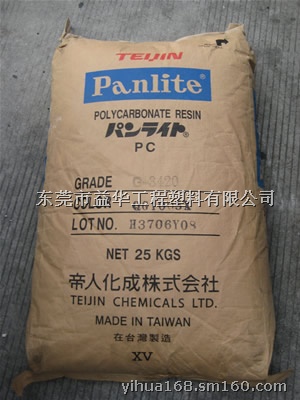 TEIJIN
Panlite®
POLYCARBONATE RESIN
パンライト®
PC
GRADE
东莞市益华工程塑料有限公司
LOT NO. H3706Y08
NET 25 KGS
帝人化成株式会社
TEIJIN CHEMICALS LTD.
MADE IN TAIWAN
在台灣製造
XV
yihua168.sm160.com